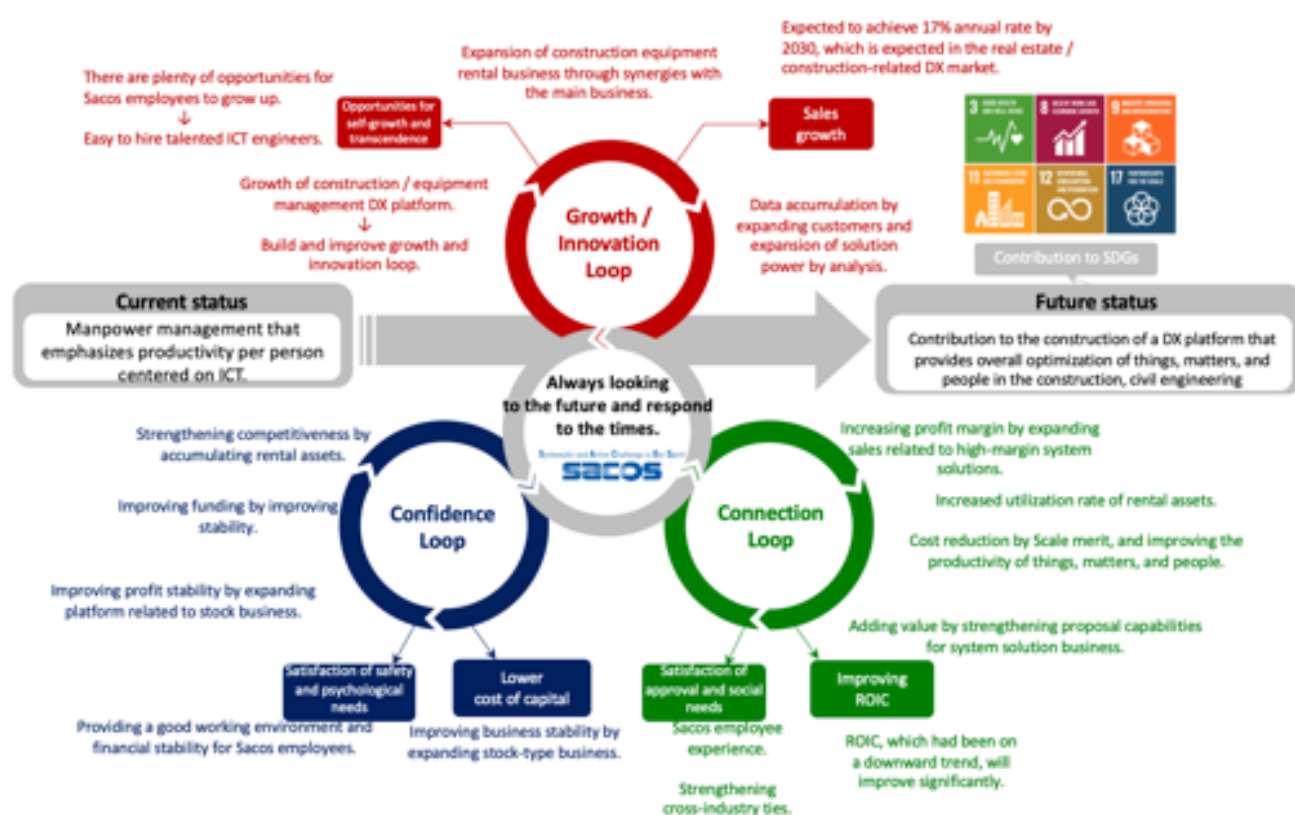 Expected to achieve 17% annual rate by
2030, which is expected in the real estate /
construction-related DX market.
Expansion of construction equipment
rental business through synergies with
the main business.
There are plenty of opportunities for
Sacos employees to grow up.
↓
Easy to hire talented ICT engineers.
Opportunities for
self-growth and
transcendence
Sales
growth
3
8
9
11
12
17
Contribution to SDGs
Growth of construction / equipment
management DX platform.
↓
Build and improve growth and
innovation loop.
Growth /
Innovation
Loop
Data accumulation by
expanding customers and
expansion of solution
power by analysis.
Current status
Manpower management that
emphasizes productivity per person
centered on ICT.
Future status
Contribution to the construction of a DX platform that
provides overall optimization of things, matters, and
people in the construction, civil engineering
Always looking
to the future and respond
to the times.
Systematic and Active Challenge in Our Spirit
sacos
Strengthening competitiveness by
accumulating rental assets.
Improving funding by improving
stability.
Improving profit stability by expanding
platform related to stock business.
Confidence
Loop
Satisfaction of safety
and psychological
needs
Lower
cost of capital
Providing a good working environment and
financial stability for Sacos employees.
Improving business stability by
expanding stock-type business.
Connection
Loop
Increasing profit margin by expanding
sales related to high-margin system
solutions.
Increased utilization rate of rental assets.
Cost reduction by Scale merit, and improving the
productivity of things, matters, and people.
Adding value by strengthening proposal capabilities
for system solution business.
Satisfaction of
approval and social
needs
Improving
ROIC
Sacos employee
experience.
Strengthening
cross-industry ties.
ROIC, which had been on
a downward trend, will
improve significantly.